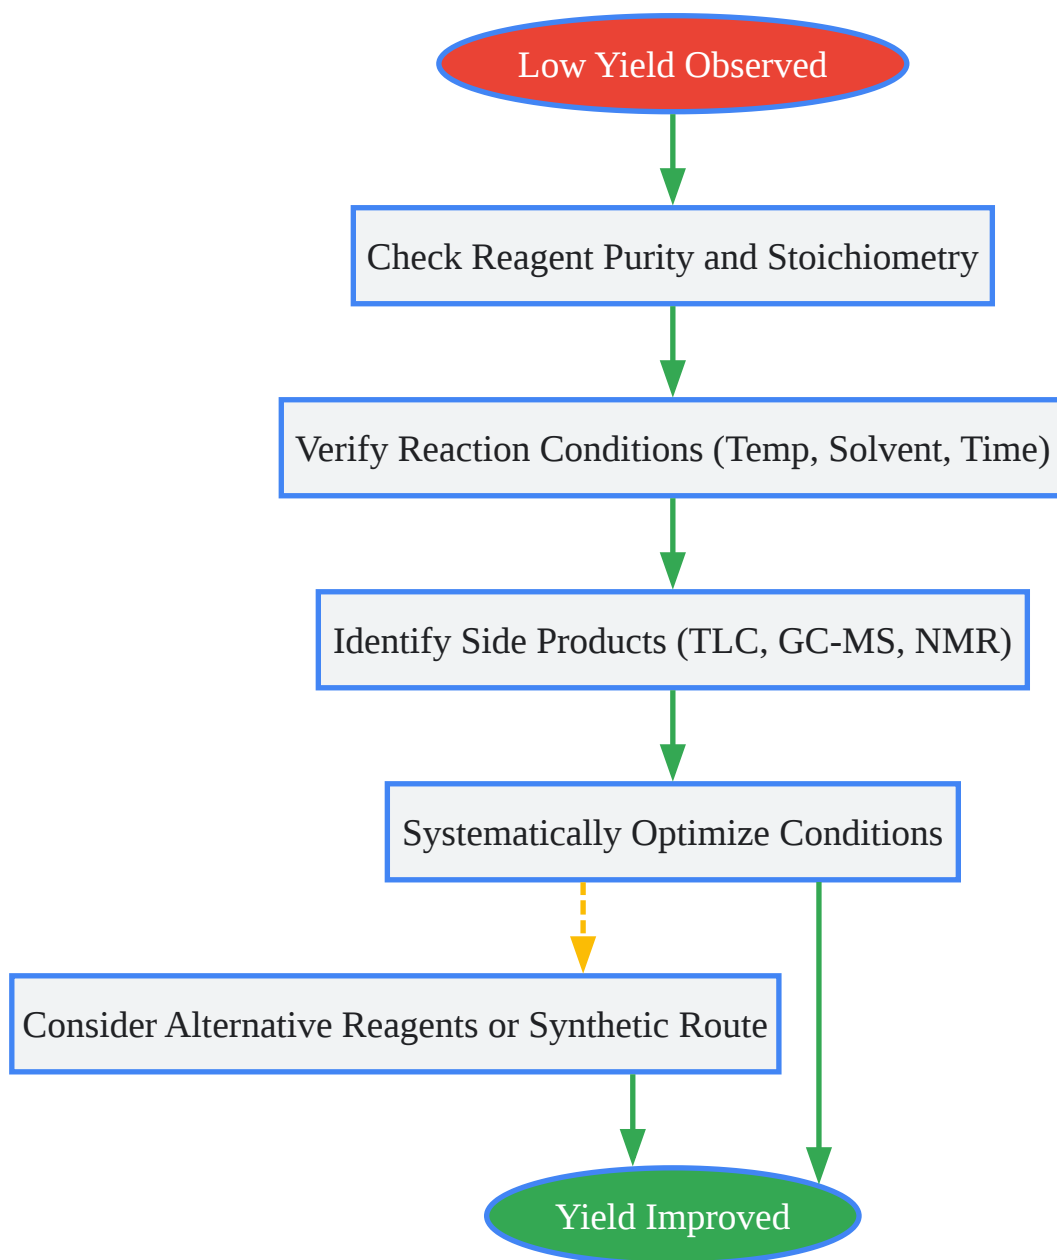 Low Yield Observed
Check Reagent Purity and Stoichiometry
Verify Reaction Conditions (Temp, Solvent, Time)
Identify Side Products (TLC, GC-MS, NMR)
Systematically Optimize Conditions
Consider Alternative Reagents or Synthetic Route
Yield Improved